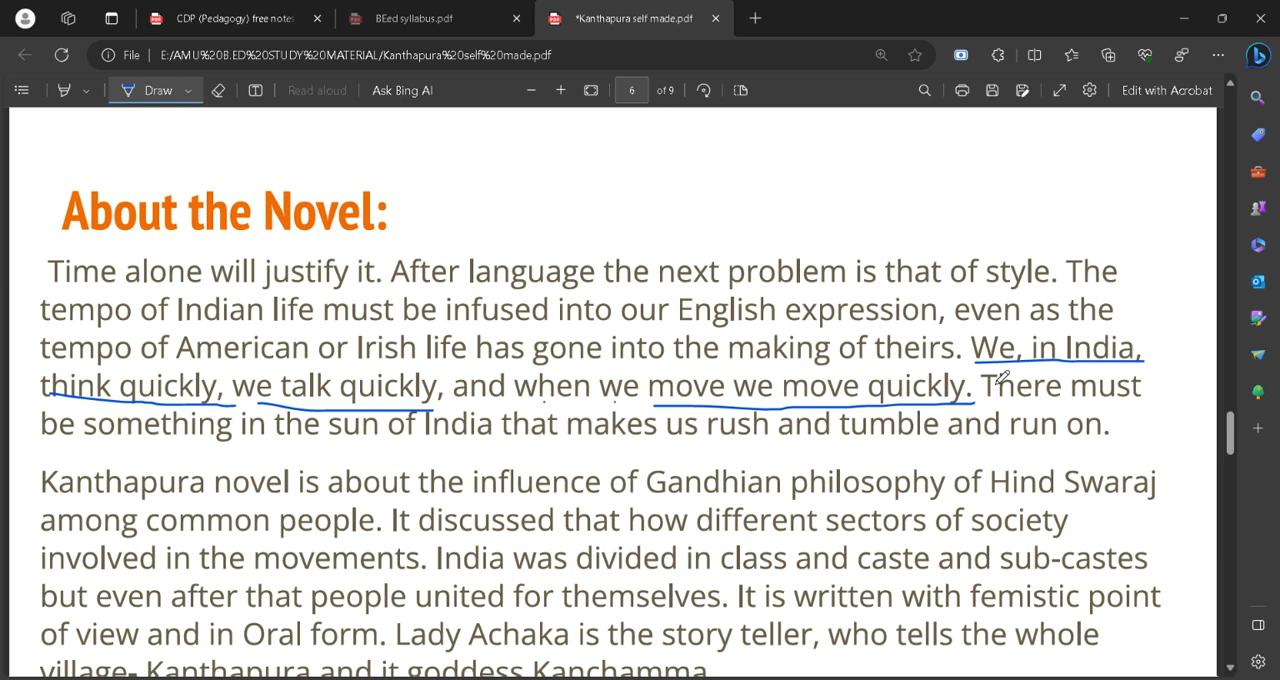 CDP (Pedagogy) free notes
BEed syllabus.pdf
*Kanthapura self made.pdf
File
E:/AMU%20B.ED%20STUDY%20MATERIAL/Kanthapura%20self%20made.pdf
Draw
Read aloud
Ask Bing AI
6 of 9
Edit with Acrobat
About the Novel:
Time alone will justify it. After language the next problem is that of style. The
tempo of Indian life must be infused into our English expression, even as the
tempo of American or Irish life has gone into the making of theirs. We, in India,
think quickly, we talk quickly, and when we move we move quickly. There must
be something in the sun of India that makes us rush and tumble and run on.
Kanthapura novel is about the influence of Gandhian philosophy of Hind Swaraj
among common people. It discussed that how different sectors of society
involved in the movements. India was divided in class and caste and sub-castes
but even after that people united for themselves. It is written with femistic point
of view and in Oral form. Lady Achaka is the story teller, who tells the whole
village- Kanthapura and it goddess Kanchamma.